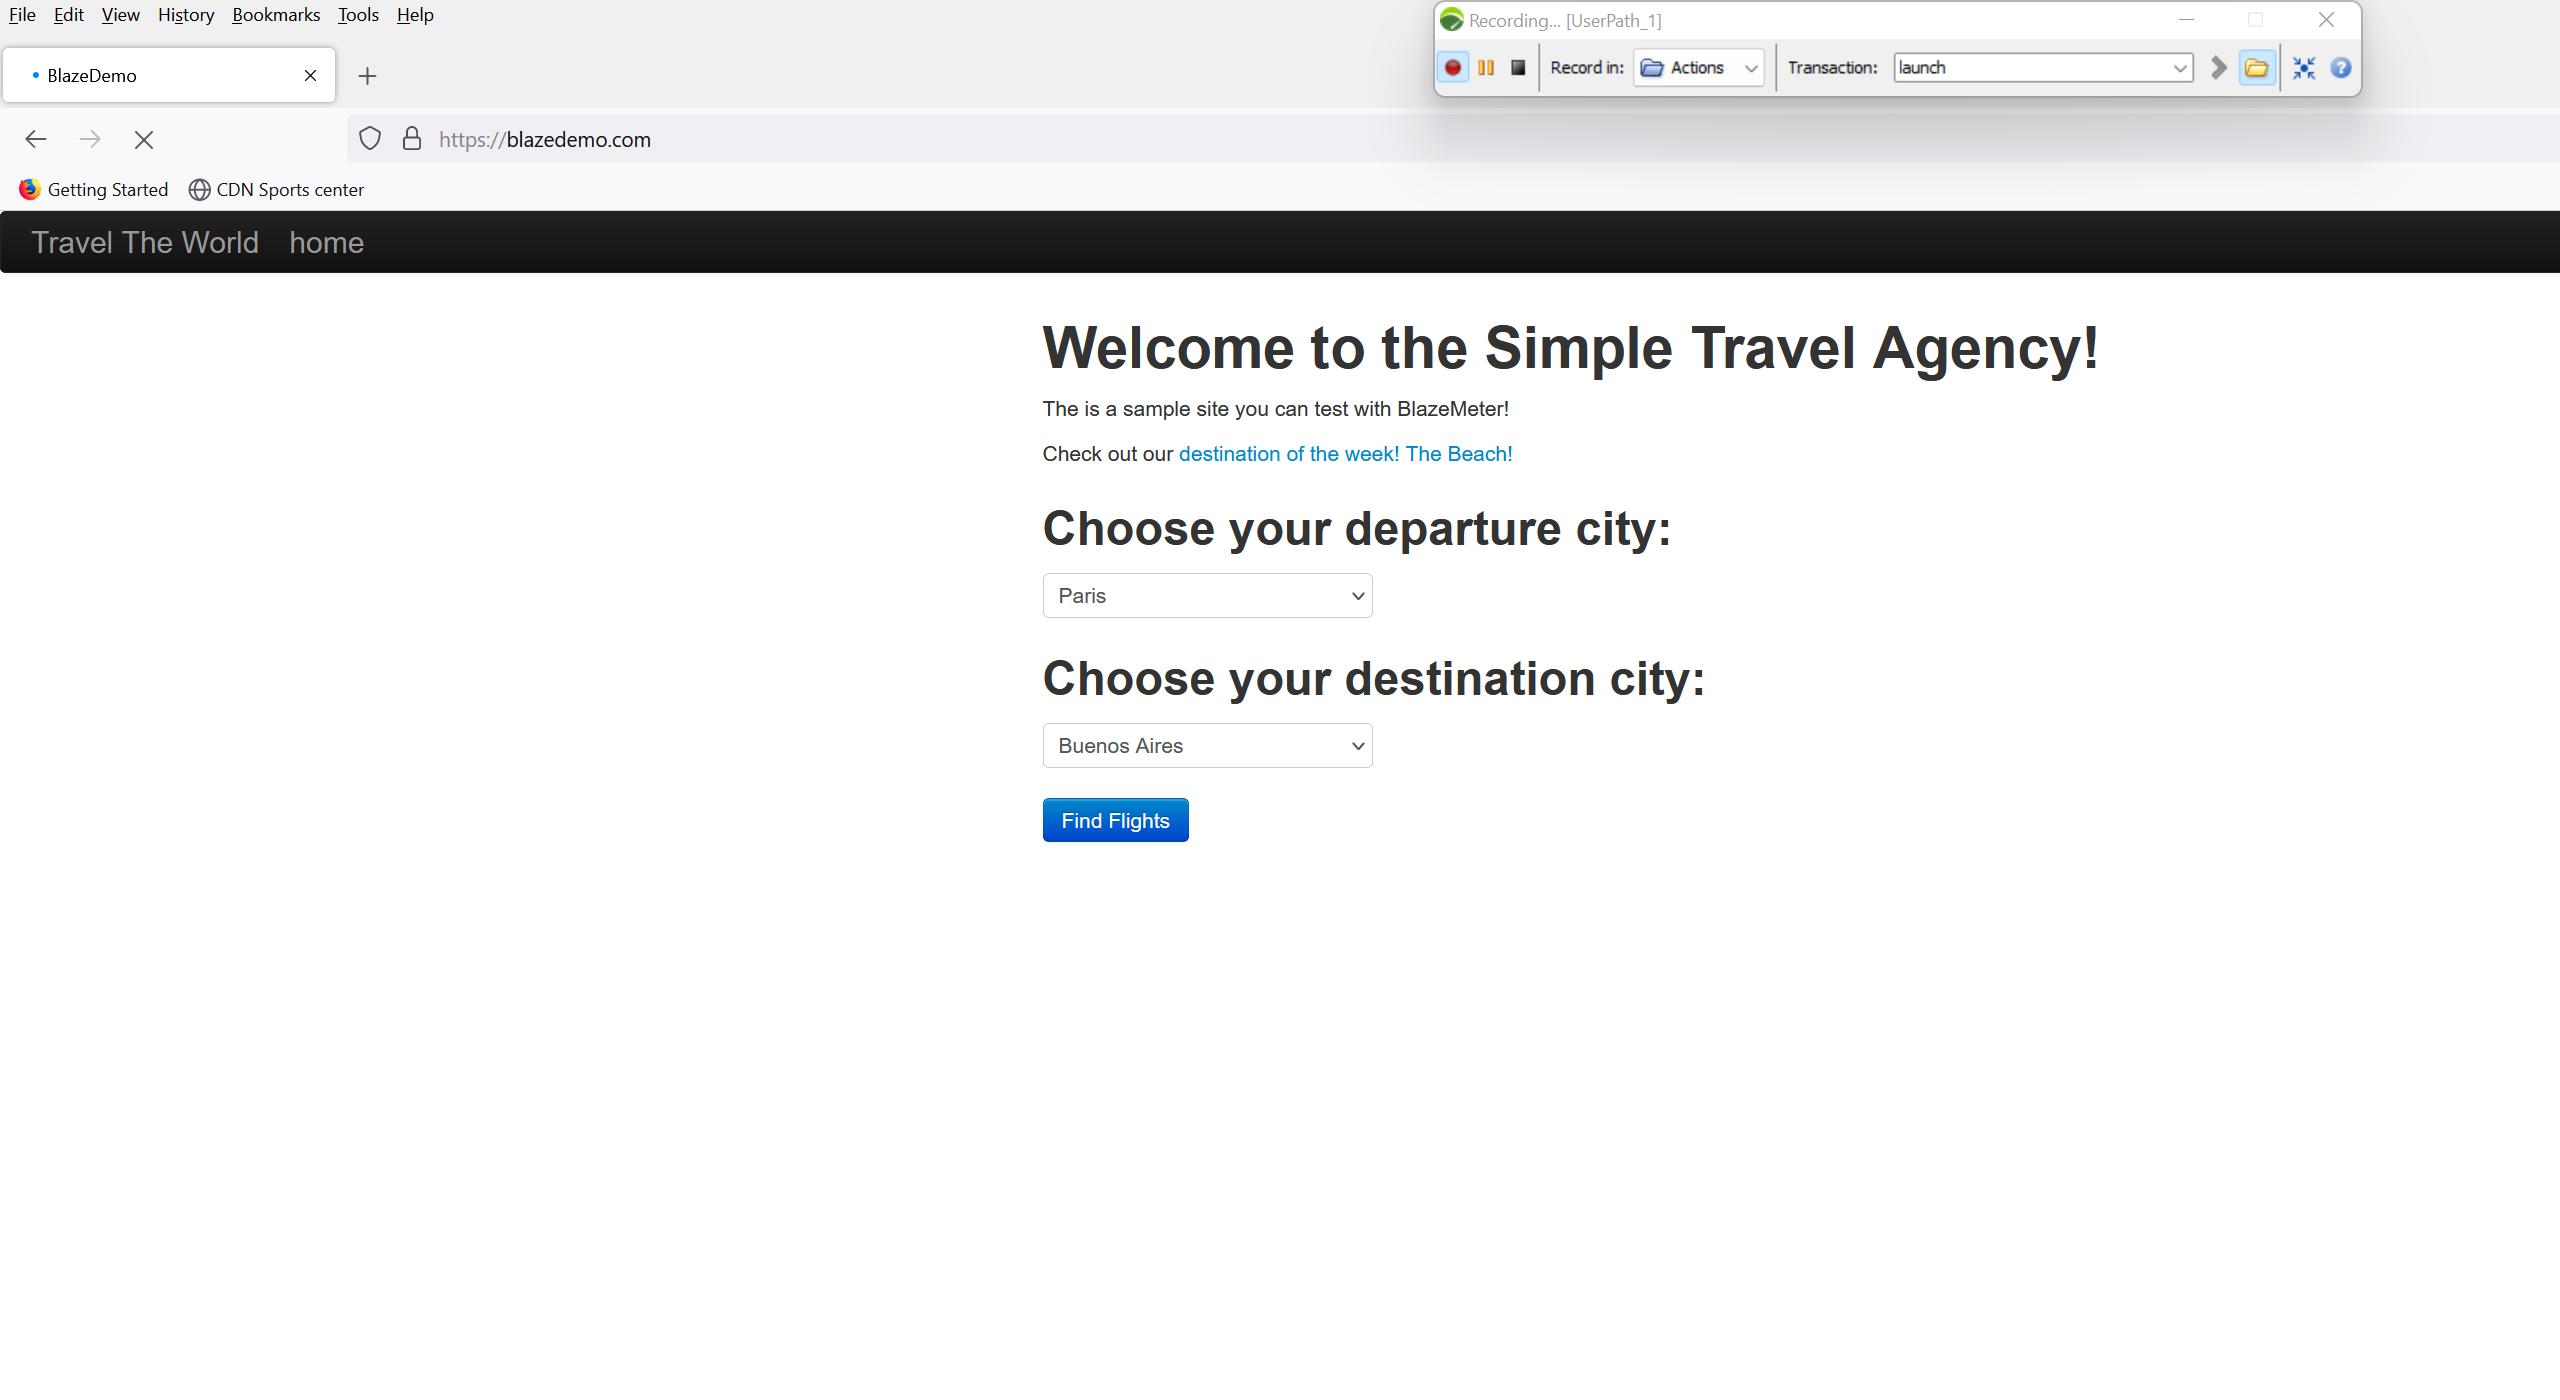 File Edit View History Bookmarks Tools Help
Recording... [UserPath_1]
BlazeDemo
Record in: Actions Transaction: launch
https://blazedemo.com
Getting Started CDN Sports center
Travel The World home
Welcome to the Simple Travel Agency!
The is a sample site you can test with BlazeMeter!
Check out our destination of the week! The Beach!
Choose your departure city:
Paris
Choose your destination city:
Buenos Aires
Find Flights